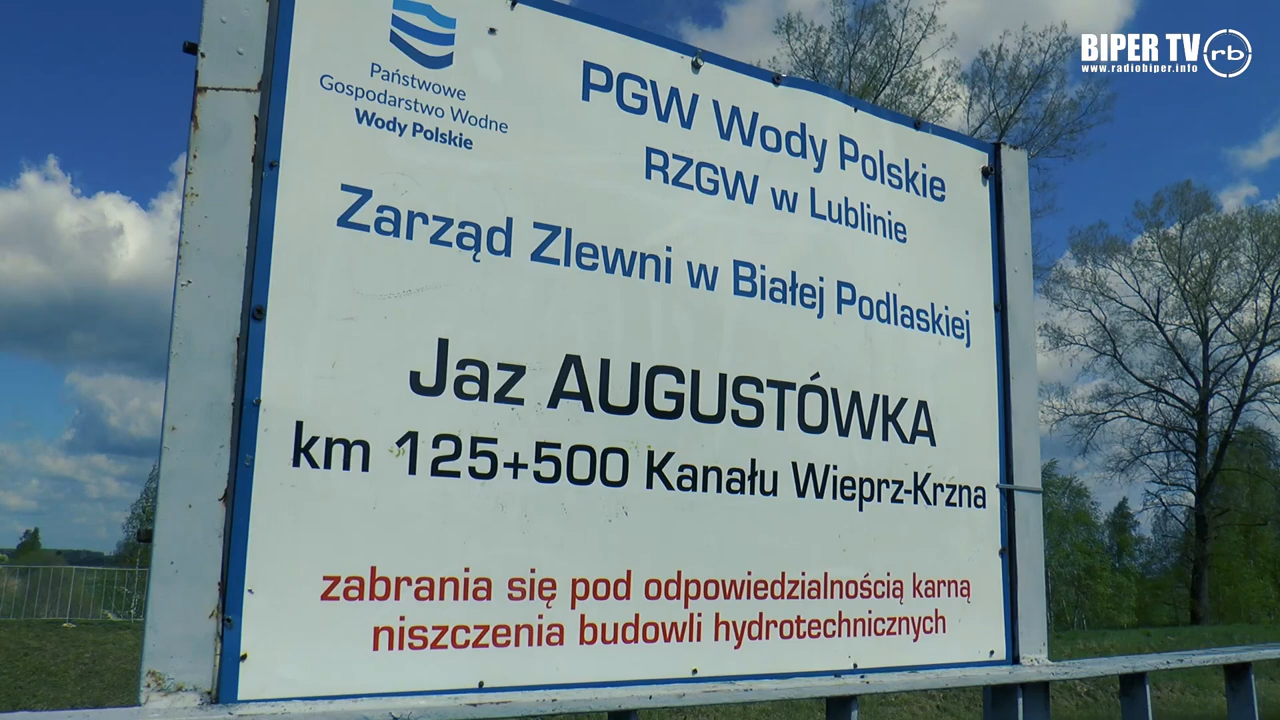 Państwowe
Gospodarstwo Wodne
Wody Polskie
PGW Wody Polskie
RZGW w Lublinie
Zarząd Zlewni w Białej Podlaskiej
Jaz AUGUSTÓWKA
km 125+500 Kanału Wieprz-Krzna
zabrania się pod odpowiedzialnością karną
niszczenia budowli hydrotechnicznych
BIPER TV
www.radiobiper.info
rb